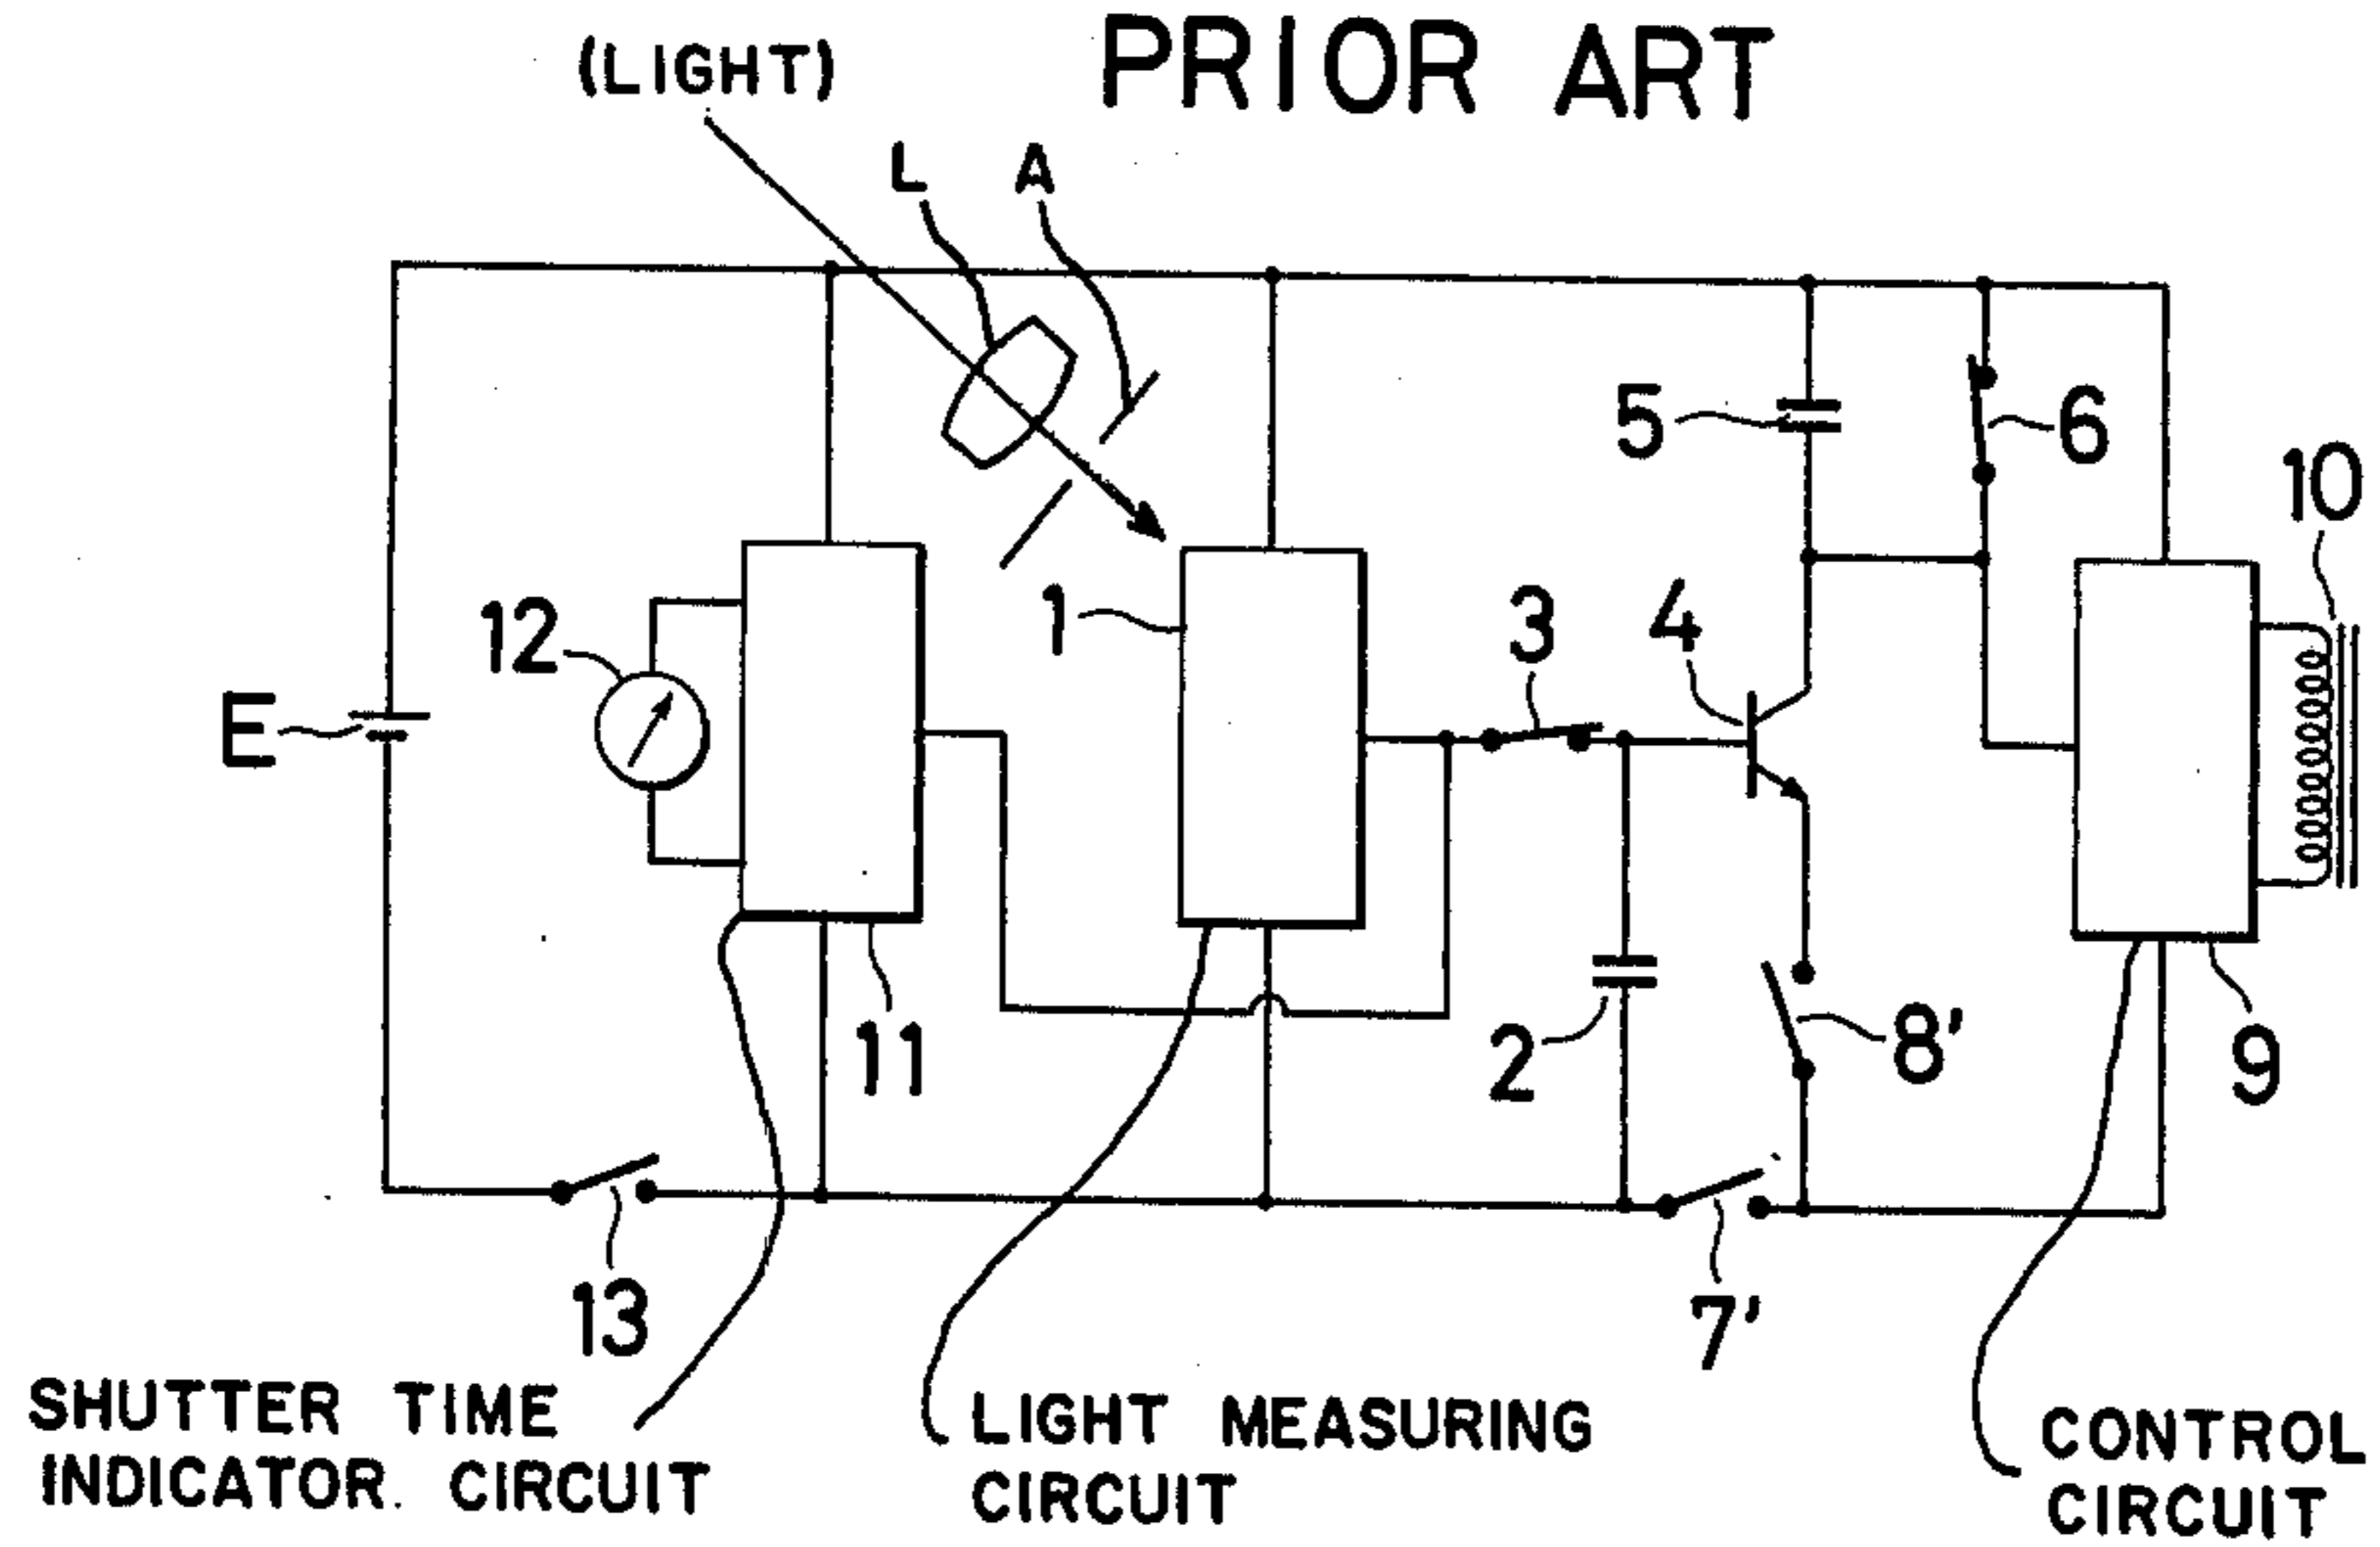 PRIOR ART
(LIGHT)
L
A
5
6
10
12
1
3
4
E
11
2
8'
9
13
7'
SHUTTER TIME
INDICATOR CIRCUIT
LIGHT MEASURING
CIRCUIT
CONTROL
CIRCUIT